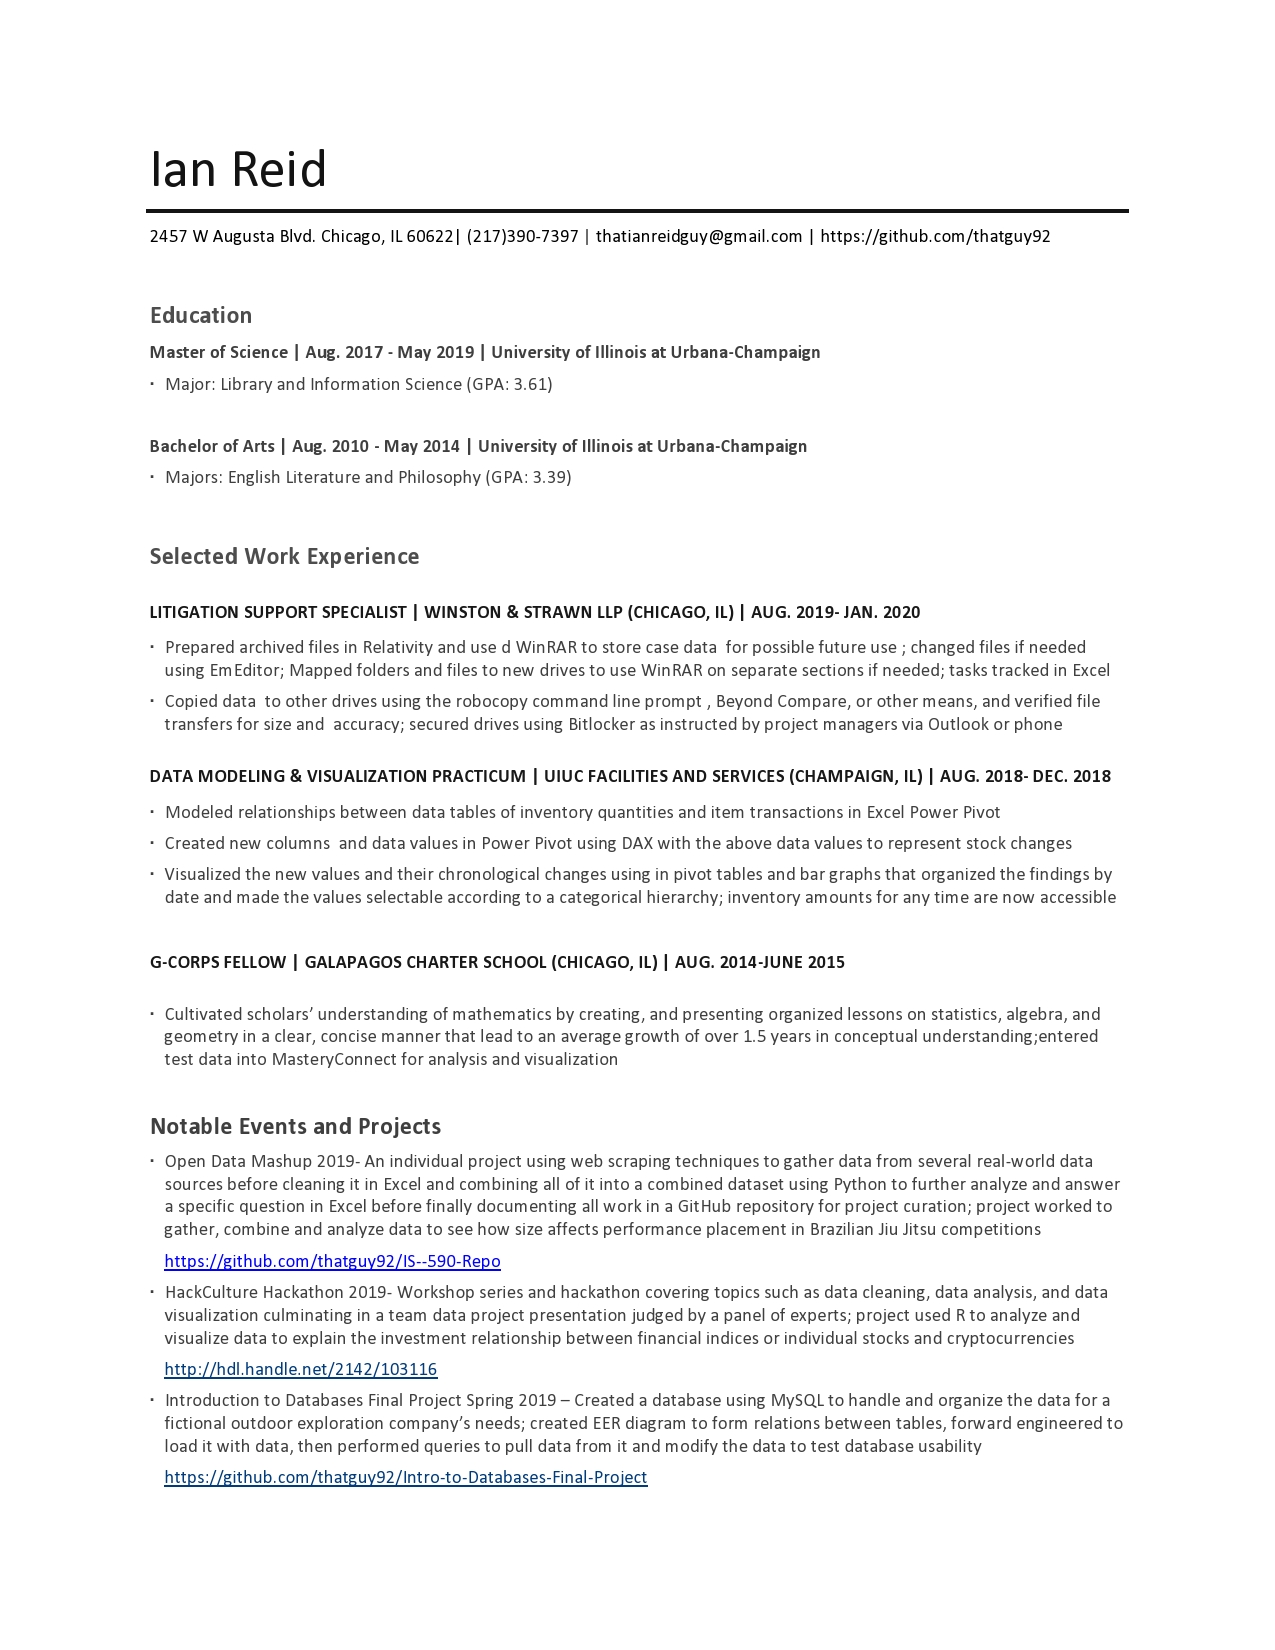 Ian Reid
2457 W Augusta Blvd. Chicago, IL 60622| (217)390-7397 | thatianreidguy@gmail.com | https://github.com/thatguy92
Education
Master of Science | Aug. 2017 - May 2019 | University of Illinois at Urbana-Champaign
· Major: Library and Information Science (GPA: 3.61)
Bachelor of Arts | Aug. 2010 - May 2014 | University of Illinois at Urbana-Champaign
· Majors: English Literature and Philosophy (GPA: 3.39)
Selected Work Experience
LITIGATION SUPPORT SPECIALIST | WINSTON & STRAWN LLP (CHICAGO, IL) | AUG. 2019- JAN. 2020
· Prepared archived files in Relativity and use d WinRAR to store case data  for possible future use ; changed files if needed
using EmEditor; Mapped folders and files to new drives to use WinRAR on separate sections if needed; tasks tracked in Excel
· Copied data  to other drives using the robocopy command line prompt , Beyond Compare, or other means, and verified file
transfers for size and  accuracy; secured drives using Bitlocker as instructed by project managers via Outlook or phone
DATA MODELING & VISUALIZATION PRACTICUM | UIUC FACILITIES AND SERVICES (CHAMPAIGN, IL) | AUG. 2018- DEC. 2018
· Modeled relationships between data tables of inventory quantities and item transactions in Excel Power Pivot
· Created new columns  and data values in Power Pivot using DAX with the above data values to represent stock changes
· Visualized the new values and their chronological changes using in pivot tables and bar graphs that organized the findings by
date and made the values selectable according to a categorical hierarchy; inventory amounts for any time are now accessible
G-CORPS FELLOW | GALAPAGOS CHARTER SCHOOL (CHICAGO, IL) | AUG. 2014-JUNE 2015
· Cultivated scholars’ understanding of mathematics by creating, and presenting organized lessons on statistics, algebra, and
geometry in a clear, concise manner that lead to an average growth of over 1.5 years in conceptual understanding;entered
test data into MasteryConnect for analysis and visualization
Notable Events and Projects
· Open Data Mashup 2019- An individual project using web scraping techniques to gather data from several real-world data
sources before cleaning it in Excel and combining all of it into a combined dataset using Python to further analyze and answer
a specific question in Excel before finally documenting all work in a GitHub repository for project curation; project worked to
gather, combine and analyze data to see how size affects performance placement in Brazilian Jiu Jitsu competitions
https://github.com/thatguy92/IS--590-Repo
· HackCulture Hackathon 2019- Workshop series and hackathon covering topics such as data cleaning, data analysis, and data
visualization culminating in a team data project presentation judged by a panel of experts; project used R to analyze and
visualize data to explain the investment relationship between financial indices or individual stocks and cryptocurrencies
http://hdl.handle.net/2142/103116
· Introduction to Databases Final Project Spring 2019 – Created a database using MySQL to handle and organize the data for a
fictional outdoor exploration company’s needs; created EER diagram to form relations between tables, forward engineered to
load it with data, then performed queries to pull data from it and modify the data to test database usability
https://github.com/thatguy92/Intro-to-Databases-Final-Project